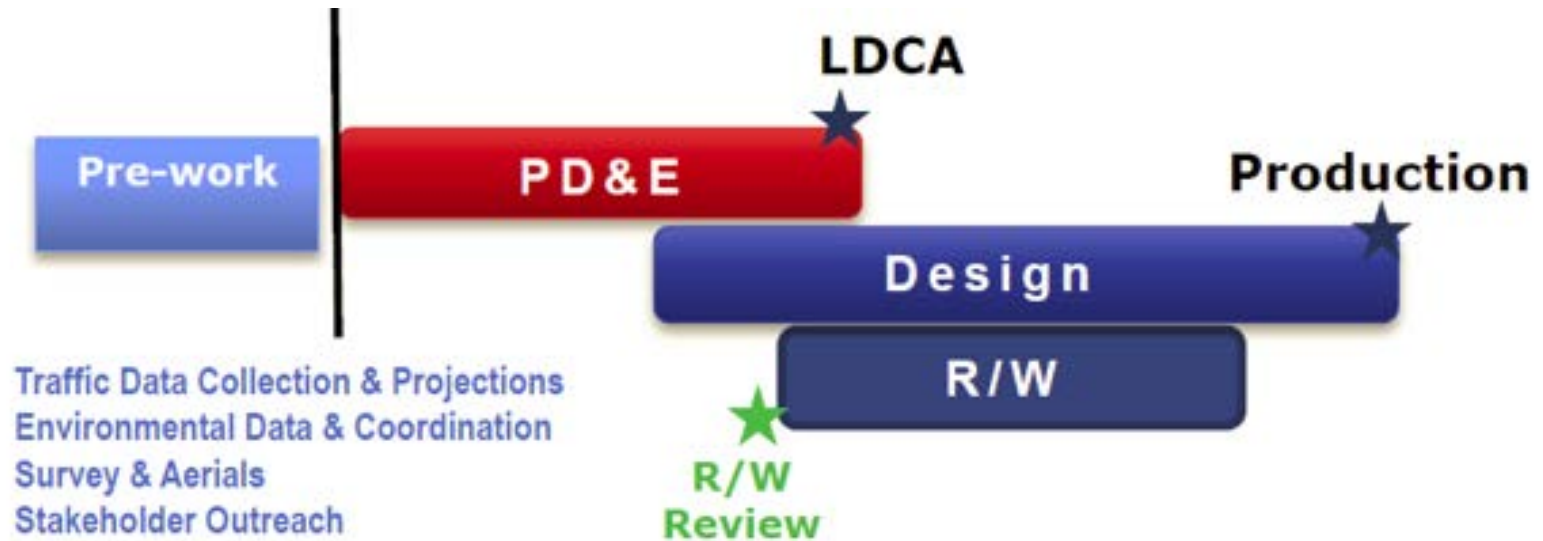 LDCA
Pre-work
PD&E
Production
Design
R/W
Traffic Data Collection & Projections
Environmental Data & Coordination
Survey & Aerials
Stakeholder Outreach
R/W
Review